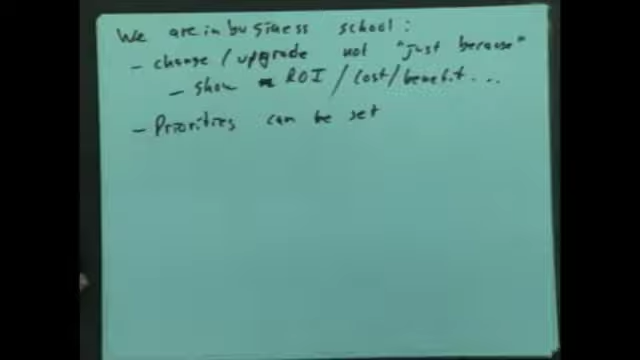 We are in business school:
- change / upgrade not "just because"
- show ROI / cost/benefit...
- Priorities can be set